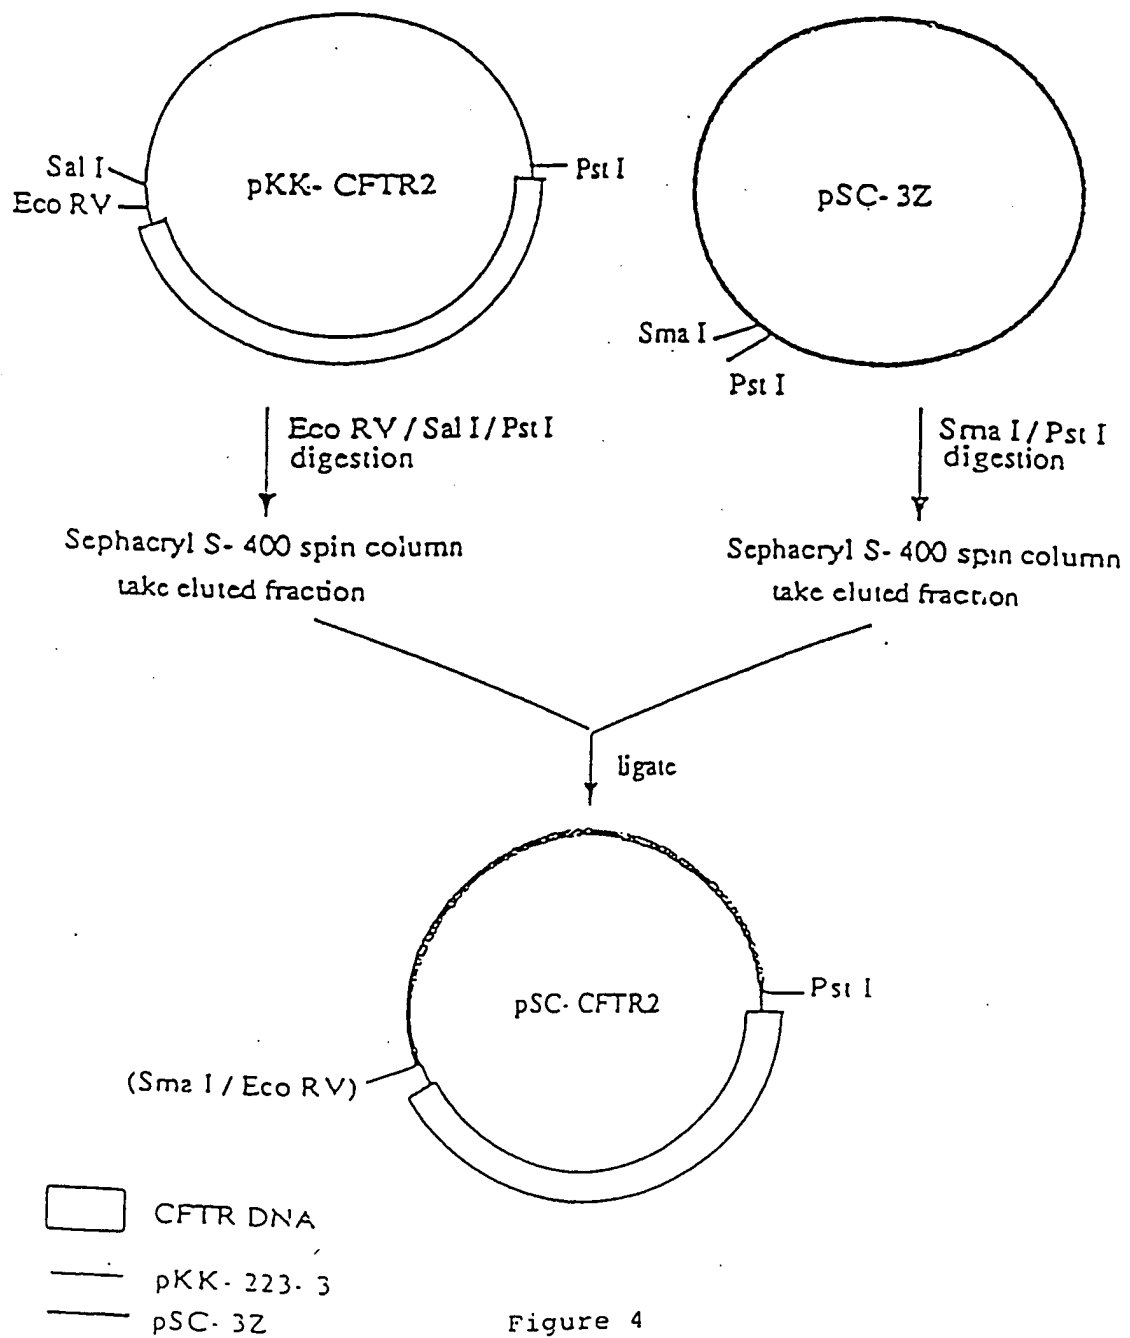 Sal I
Eco RV
pKK- CFTR2
Pst I
pSC- 3Z
Sma I
Pst I
Eco RV / Sal I / Pst I
digestion
Sma I / Pst I
digestion
Sephacryl S- 400 spin column
take eluted fraction
Sephacryl S- 400 spin column
take eluted fraction
ligate
pSC- CFTR2
Pst I
(Sma I / Eco RV)
CFTR DNA
pKK- 223- 3
pSC- 3Z
Figure 4